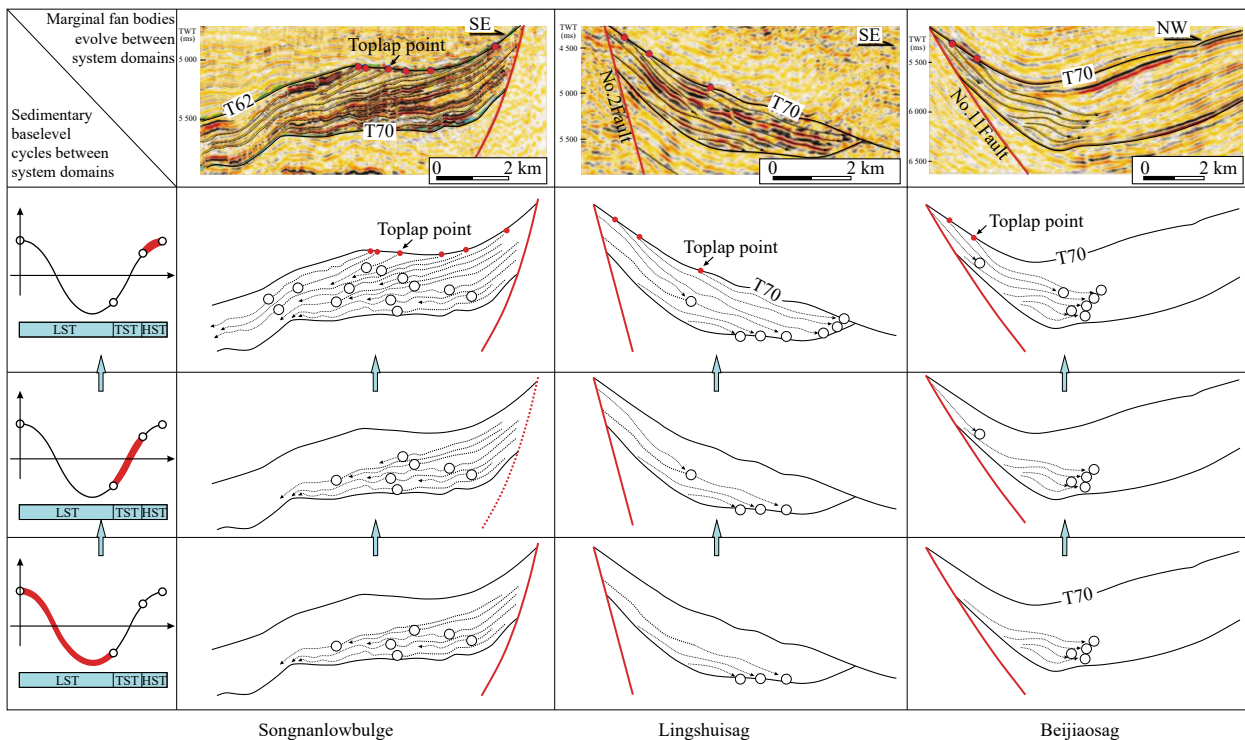 Marginal fan bodies
evolve between
system domains
Sedimentary
baselevel
cycles between
system domains
TWT
(ms)
5 000
5 500
Toplap point
SE
T62
T70
0 2 km
TWT
(ms)
4 500
5 000
5 500
No.2Fault
SE
T70
0 2 km
TWT
(ms)
5 500
6 000
6 500
No.11Fault
NW
T70
0 2 km
LST TST HST
Toplap point
Toplap point
T70
Toplap point
T70
LST TST HST
LST TST HST
T70
Songnanlowbulge
Lingshuisag
Beijiaosag